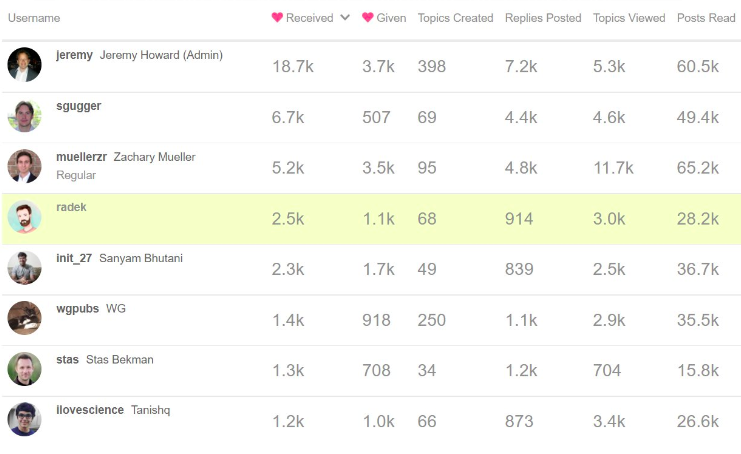 Username Received Given Topics Created Replies Posted Topics Viewed Posts Read
jeremy Jeremy Howard (Admin) 18.7k 3.7k 398 7.2k 5.3k 60.5k
sgugger 6.7k 507 69 4.4k 4.6k 49.4k
muellerzr Zachary Mueller 5.2k 3.5k 95 4.8k 11.7k 65.2k
Regular
radek 2.5k 1.1k 68 914 3.0k 28.2k
init_27 Sanyam Bhutani 2.3k 1.7k 49 839 2.5k 36.7k
wgpubs WG 1.4k 918 250 1.1k 2.9k 35.5k
stas Stas Bekman 1.3k 708 34 1.2k 704 15.8k
ilovescience Tanishq 1.2k 1.0k 66 873 3.4k 26.6k